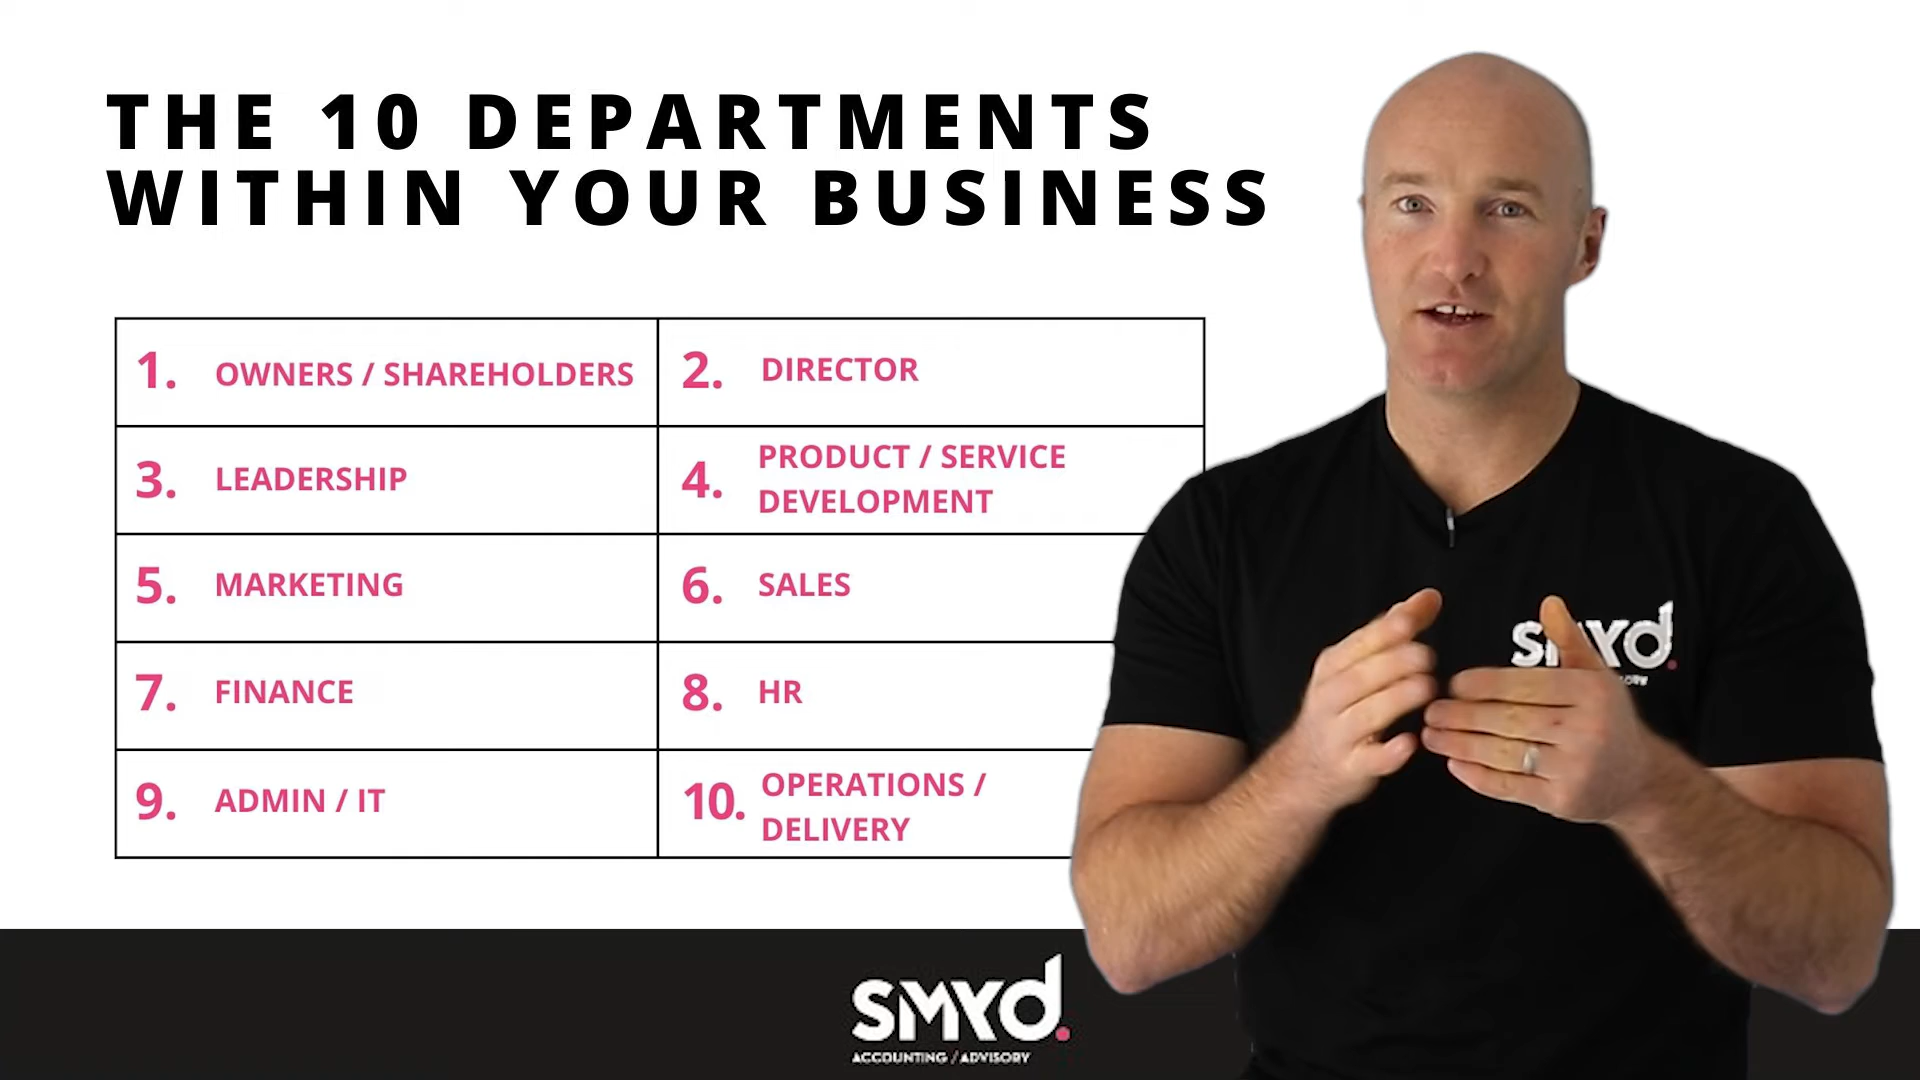 THE 10 DEPARTMENTS
WITHIN YOUR BUSINESS
1. OWNERS / SHAREHOLDERS
2. DIRECTOR
3. LEADERSHIP
4. PRODUCT / SERVICE
DEVELOPMENT
5. MARKETING
6. SALES
7. FINANCE
8. HR
9. ADMIN / IT
10. OPERATIONS /
DELIVERY
SMYd.
ACCOUNTING / ADVISORY